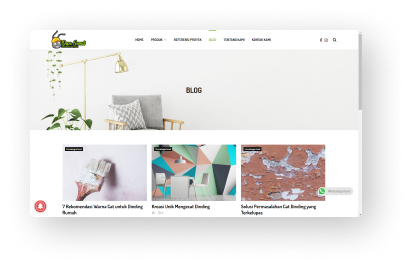 HOME PRODUK REFERENSI PROYEK BLOG TENTANG KAMI KONTAK KAMI
BLOG
Uncategorized Uncategorized Uncategorized
7 Rekomendasi Warna Cat untuk Dinding Rumah
Kreasi Unik Mengecat Dinding
Solusi Permasalahan Cat Dinding yang Terkelupas